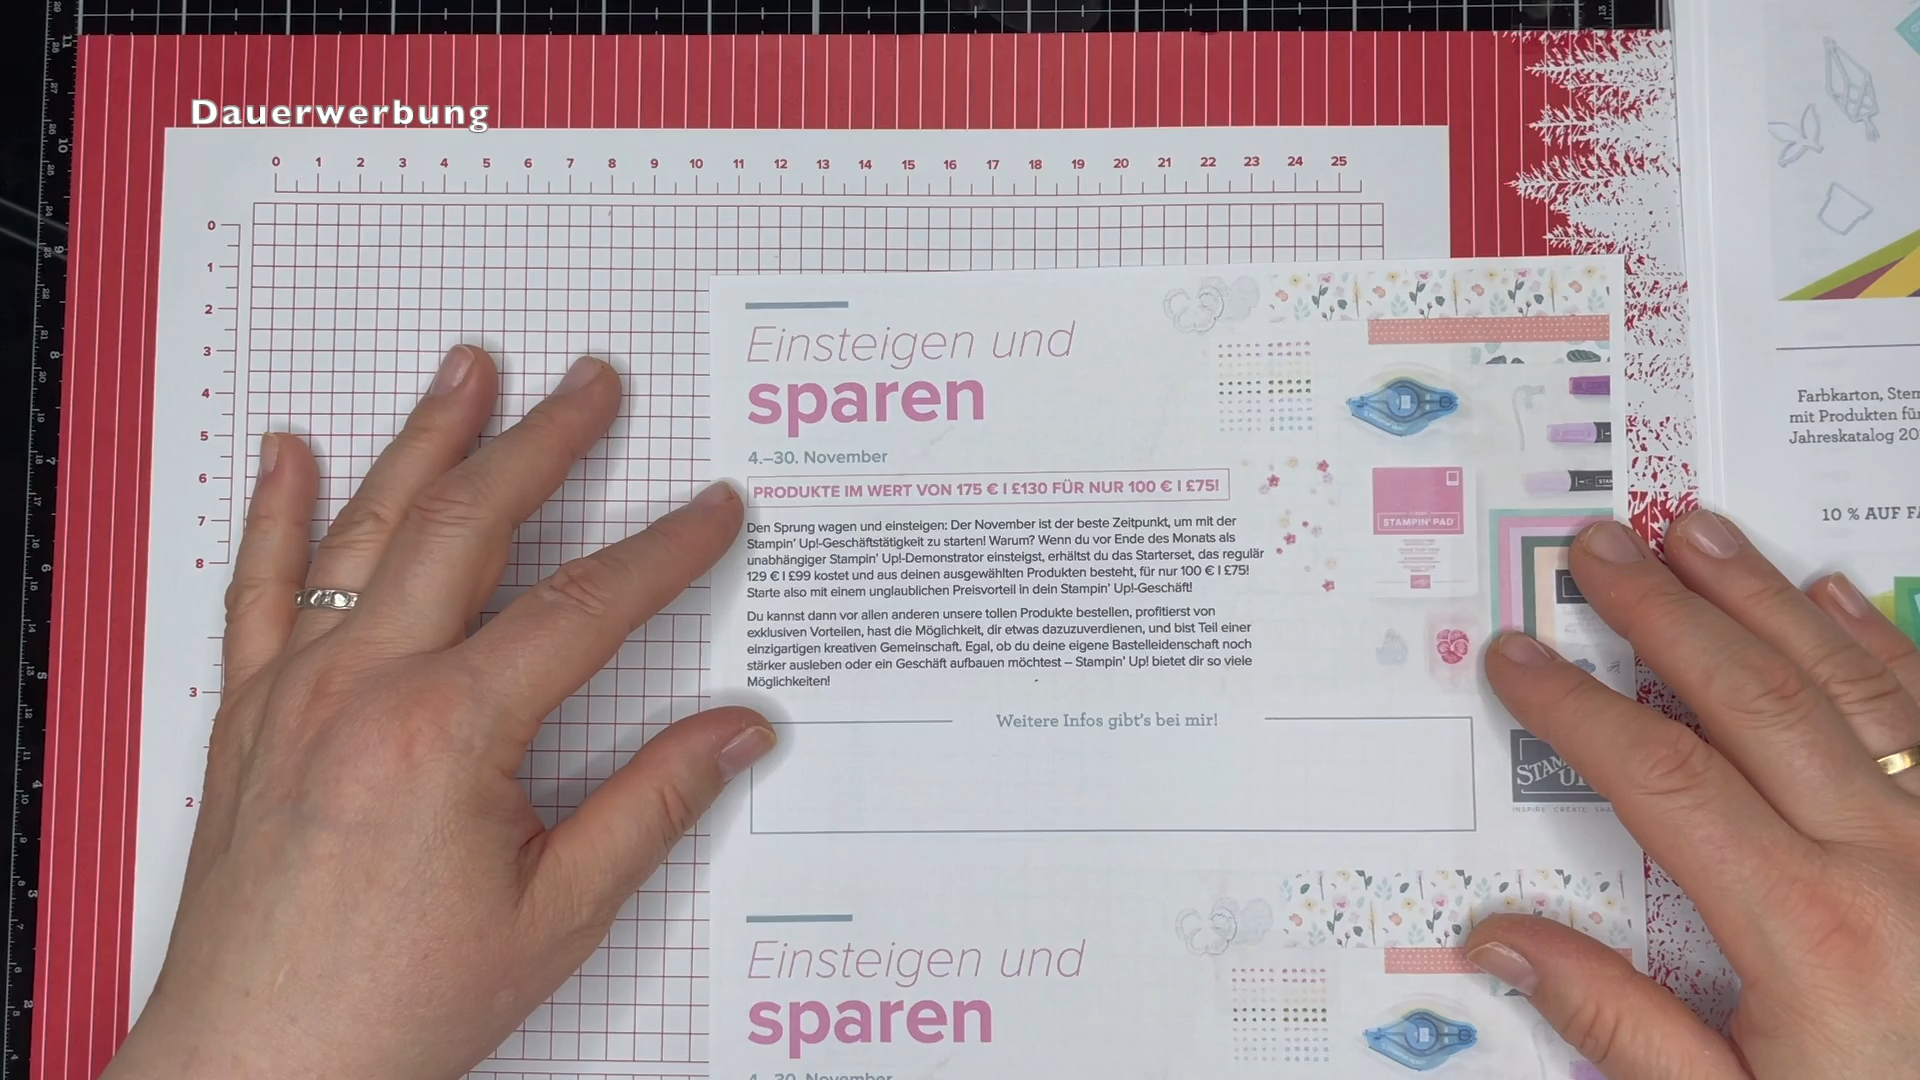 Dauerwerbung
0 1 2 3 4 5 6 7 8 9 10 11 12 13 14 15 16 17 18 19 20 21 22 23 24 25
0
1
2
3
4
5
6
7
8
3
2
Einsteigen und
sparen
4.–30. November
PRODUKTE IM WERT VON 175 € I £130 FÜR NUR 100 € I £75!
Den Sprung wagen und einsteigen: Der November ist der beste Zeitpunkt, um mit der
Stampin' Up!-Geschäftstätigkeit zu starten! Warum? Wenn du vor Ende des Monats als
unabhängiger Stampin' Up!-Demonstrator einsteigst, erhältst du das Starterset, das regulär
129 € I £99 kostet und aus deinen ausgewählten Produkten besteht, für nur 100 € I £75!
Starte also mit einem unglaublichen Preisvorteil in dein Stampin' Up!-Geschäft!
Du kannst dann vor allen anderen unsere tollen Produkte bestellen, profitierst von
exklusiven Vorteilen, hast die Möglichkeit, dir etwas dazuzuverdienen, und bist Teil einer
einzigartigen kreativen Gemeinschaft. Egal, ob du deine eigene Bastelleidenschaft noch
stärker ausleben oder ein Geschäft aufbauen möchtest – Stampin' Up! bietet dir so viele
Möglichkeiten!
Weitere Infos gibt's bei mir!
STAMPIN' PAD
STAM
UP
INSPIRE · CREATE · SHA
Einsteigen und
sparen
4.–30. November
Farbkarton, Stem
mit Produkten für
Jahreskatalog 20
10 % AUF FA